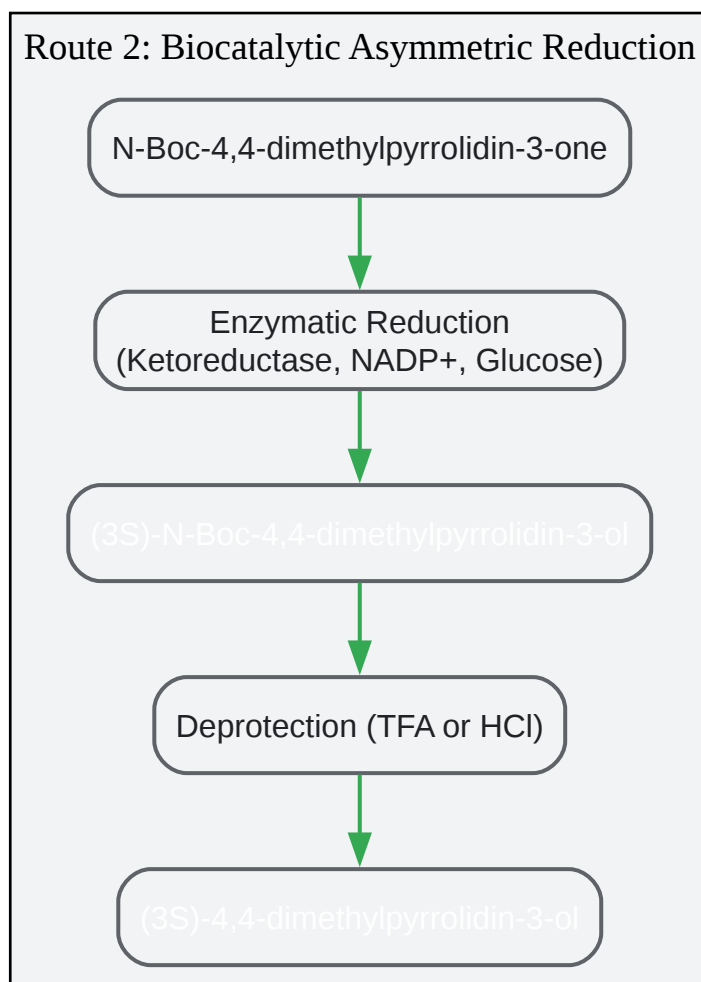 Route 2: Biocatalytic Asymmetric Reduction
N-Boc-4,4-dimethylpyrrolidin-3-one
Enzymatic Reduction
(Ketoreductase, NADP+, Glucose)
(3S)-N-Boc-4,4-dimethylpyrrolidin-3-ol
Deprotection (TFA or HCl)
(3S)-4,4-dimethylpyrrolidin-3-ol